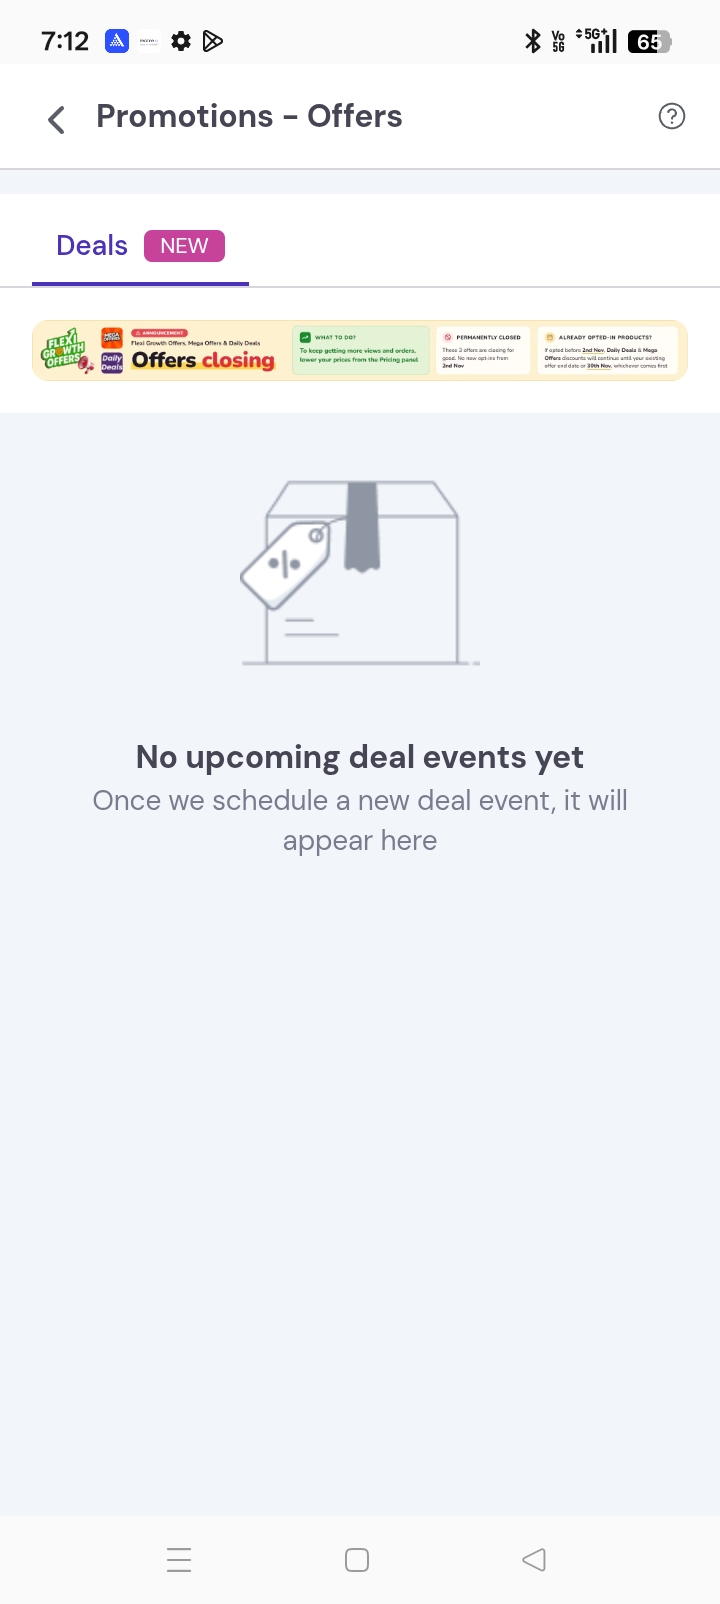 7:12
Vo
5G
5G+
65
Promotions - Offers
Deals NEW
FLEXI
GROWTH
OFFERS
MEGA
OFFERS
Daily
Deals
ANNOUNCEMENT
Flexi Growth Offers, Mega Offers & Daily Deals
Offers closing
WHAT TO DO?
To keep getting more views and orders,
lower your prices from the Pricing panel
PERMANENTLY CLOSED
These 3 offers are closing for
good. No new opt-ins from
2nd Nov
ALREADY OPTED-IN PRODUCTS?
If opted before 2nd Nov, Daily Deals & Mega
Offers discounts will continue until your existing
offer end date or 30th Nov, whichever comes first
No upcoming deal events yet
Once we schedule a new deal event, it will
appear here